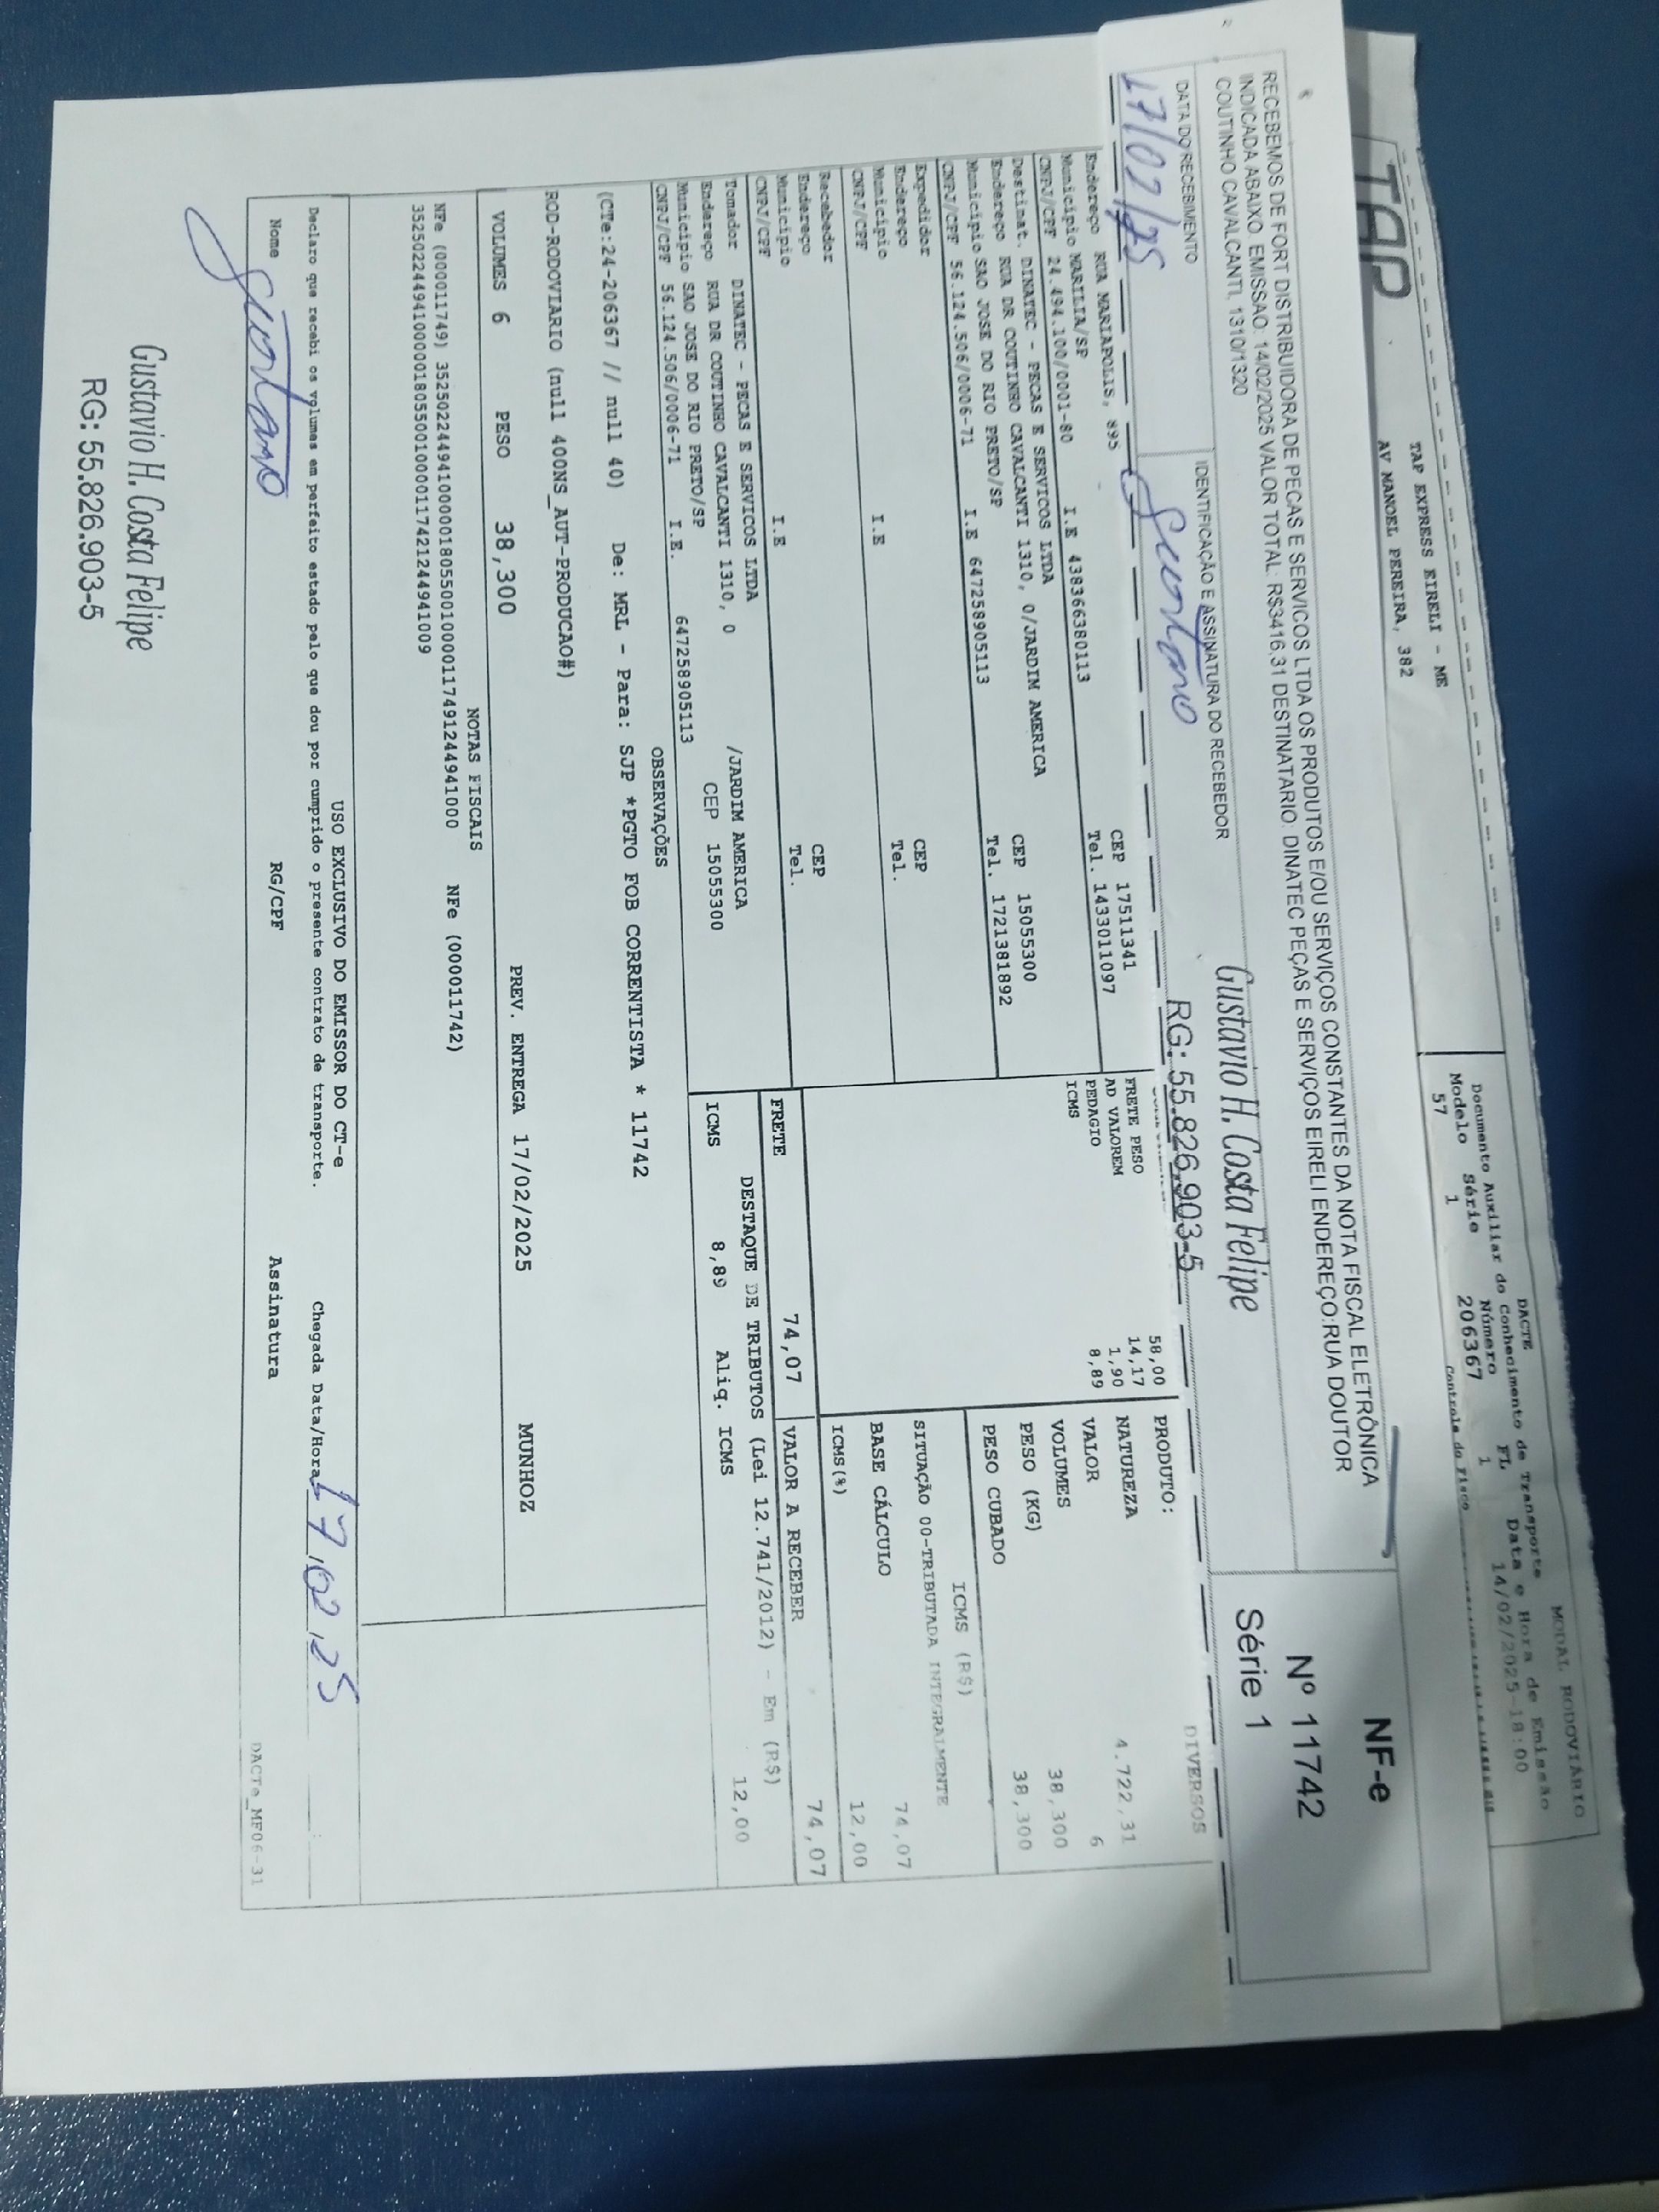 TAP
TAP EXPRESS EIRELI - ME
AV MANOEL PEREIRA, 382
MODAL RODOVIÁRIO
DACTE
Documento Auxiliar do Conhecimento de Transporte
Modelo Série Número FL Data e Hora de Emissão
57 1 206367 1 14/02/2025-18:00
Controle do Fisco
RECEBEMOS DE FORT DISTRIBUIDORA DE PECAS E SERVICOS LTDA OS PRODUTOS E/OU SERVIÇOS CONSTANTES DA NOTA FISCAL ELETRÔNICA
INDICADA ABAIXO. EMISSÃO: 14/02/2025 VALOR TOTAL: R$3416,31 DESTINATARIO: DINATEC PEÇAS E SERVIÇOS EIRELI ENDEREÇO:RUA DOUTOR
COUTINHO CAVALCANTI, 1310/1320
NF-e
Nº 11742
Série 1
DATA DO RECEBIMENTO
17/02/25
IDENTIFICAÇÃO E ASSINATURA DO RECEBEDOR
Gustavo
Gustavio H. Costa Felipe
RG: 55.826.903-5
Endereço RUA MARIAPOLIS, 895 CEP 17511341
Municipio MARILIA/SP Tel. 1433011097
CNPJ/CPF 24.494.100/0001-80 I.E 438366380113
Destinat. DINATEC - PECAS E SERVICOS LTDA
Endereço RUA DR COUTINHO CAVALCANTI 1310, 0/JARDIM AMERICA CEP 15055300
Municipio SAO JOSE DO RIO PRETO/SP Tel. 1721381892
CNPJ/CPF 56.124.506/0006-71 I.E 647258905113
Expedidor
Endereço CEP
Municipio Tel.
CNPJ/CPF I.E
Recebedor
Endereço CEP
Municipio Tel.
CNPJ/CPF I.E
Tomador DINATEC - PECAS E SERVICOS LTDA
Endereço RUA DR COUTINHO CAVALCANTI 1310, 0 /JARDIM AMERICA
Municipio SAO JOSE DO RIO PRETO/SP CEP 15055300
CNPJ/CPF 56.124.506/0006-71 I.E. 647258905113
FRETE PESO 58,00
AD VALOREM 14,17
PEDAGIO 1,90
ICMS 8,89
PRODUTO: DIVERSOS
NATUREZA
VALOR 4.722,31
VOLUMES 6
PESO (KG) 38,300
PESO CUBADO 38,300
ICMS (R$)
SITUAÇÃO 00-TRIBUTADA INTEGRALMENTE
BASE CÁLCULO 74,07
ICMS(%) 12,00
FRETE 74,07 VALOR A RECEBER 74,07
DESTAQUE DE TRIBUTOS (Lei 12.741/2012) - Em (R$)
ICMS 8,89 Aliq. ICMS 12,00
OBSERVAÇÕES
(CTe:24-206367 // null 40) De: MRL - Para: SJP *PGTO FOB CORRENTISTA * 11742
ROD-RODOVIARIO (null 400NS_AUT-PRODUCAO#)
VOLUMES 6 PESO 38,300 PREV. ENTREGA 17/02/2025 MUNHOZ
NOTAS FISCAIS
NFe (000011749) 35250224494100000180550010000117491244941000 NFe (000011742)
35250224494100000180550010000117421244941009
USO EXCLUSIVO DO EMISSOR DO CT-e
Declaro que recebi os volumes em perfeito estado pelo que dou por cumprido o presente contrato de transporte. Chegada Data/Hora 17,02,25
Nome Gustavo RG/CPF Assinatura
DACTe_MF06-31
Gustavio H. Costa Felipe
RG: 55.826.903-5